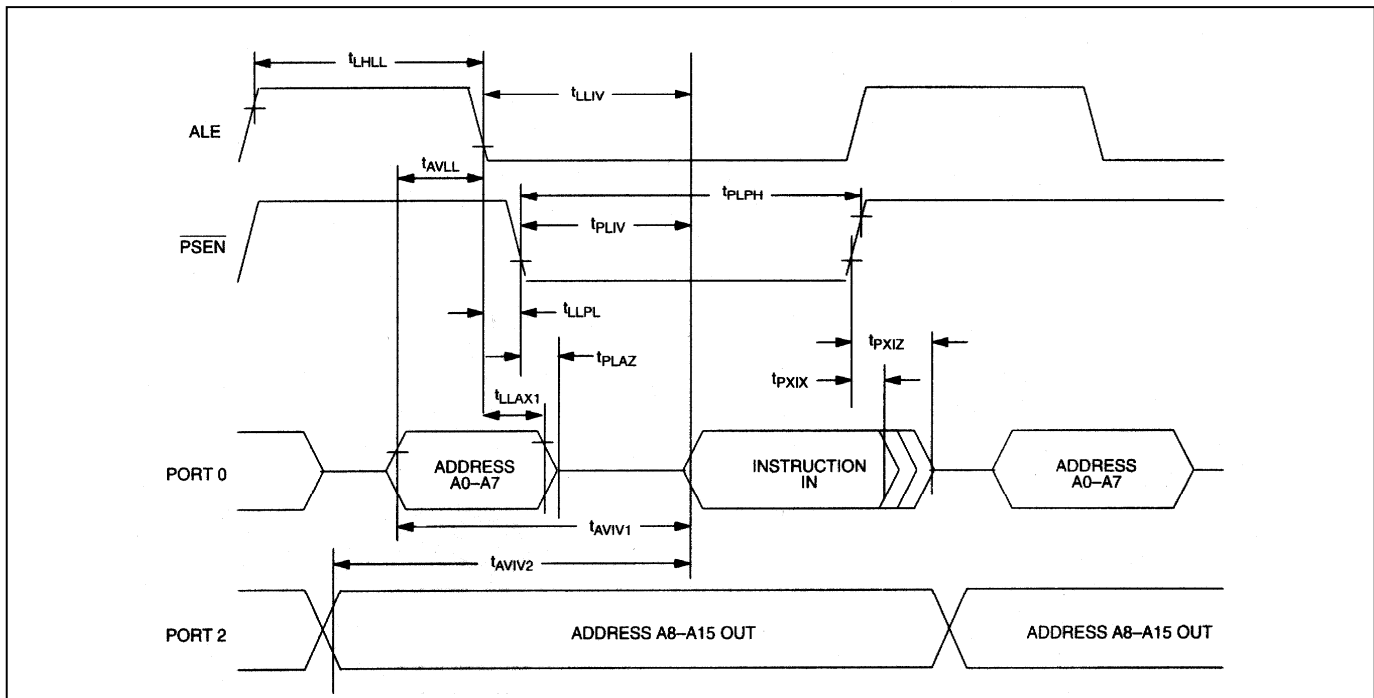 tLHLL
tLLIV
ALE
tAVLL
tPLPH
PSEN
tPLIV
tLLPL
tPLAZ
tPXIZ
tPXIX
tLLAX1
PORT 0
ADDRESS
A0–A7
INSTRUCTION
IN
ADDRESS
A0–A7
tAVIV1
tAVIV2
PORT 2
ADDRESS A8–A15 OUT
ADDRESS A8–A15 OUT